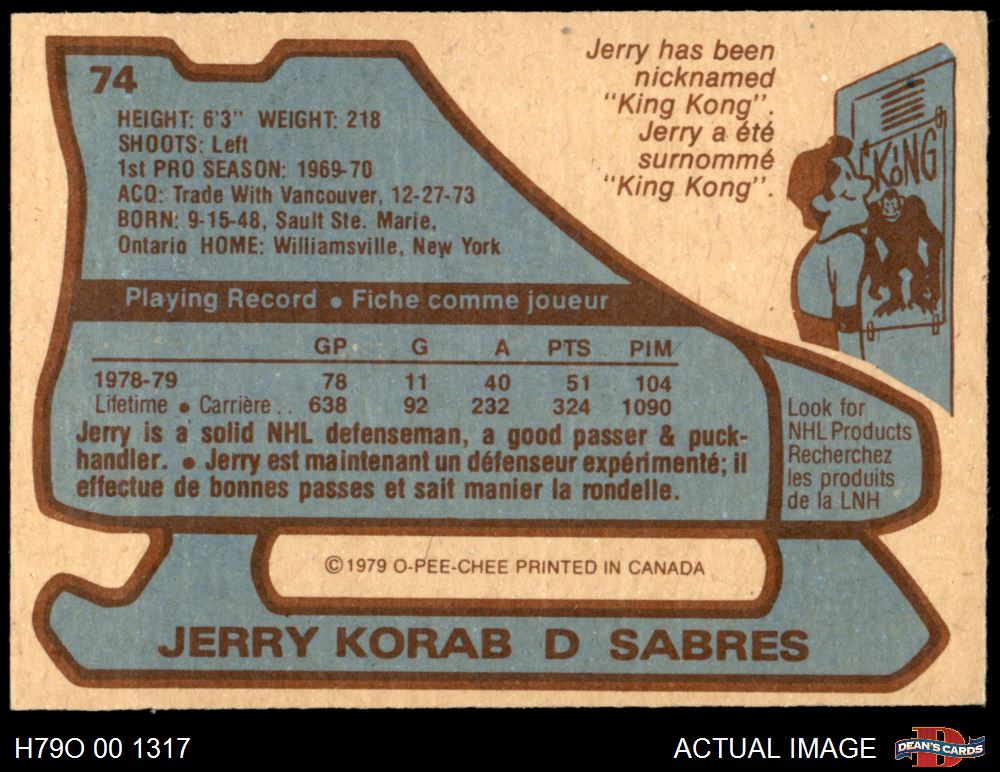 74
HEIGHT: 6'3" WEIGHT: 218
SHOOTS: Left
1st PRO SEASON: 1969-70
ACQ: Trade With Vancouver, 12-27-73
BORN: 9-15-48, Sault Ste. Marie,
Ontario HOME: Williamsville, New York
Jerry has been
nicknamed
"King Kong".
Jerry a été
surnommé
"King Kong".
KONG
Playing Record • Fiche comme joueur
GP G A PTS PIM
1978-79 78 11 40 51 104
Lifetime • Carrière . . 638 92 232 324 1090
Jerry is a solid NHL defenseman, a good passer & puck-
handler. • Jerry est maintenant un défenseur expérimenté; il
effectue de bonnes passes et sait manier la rondelle.
Look for
NHL Products
Recherchez
les produits
de la LNH
©1979 O-PEE-CHEE PRINTED IN CANADA
JERRY KORAB D SABRES
H79O 00 1317
ACTUAL IMAGE
D
DEAN'S CARDS